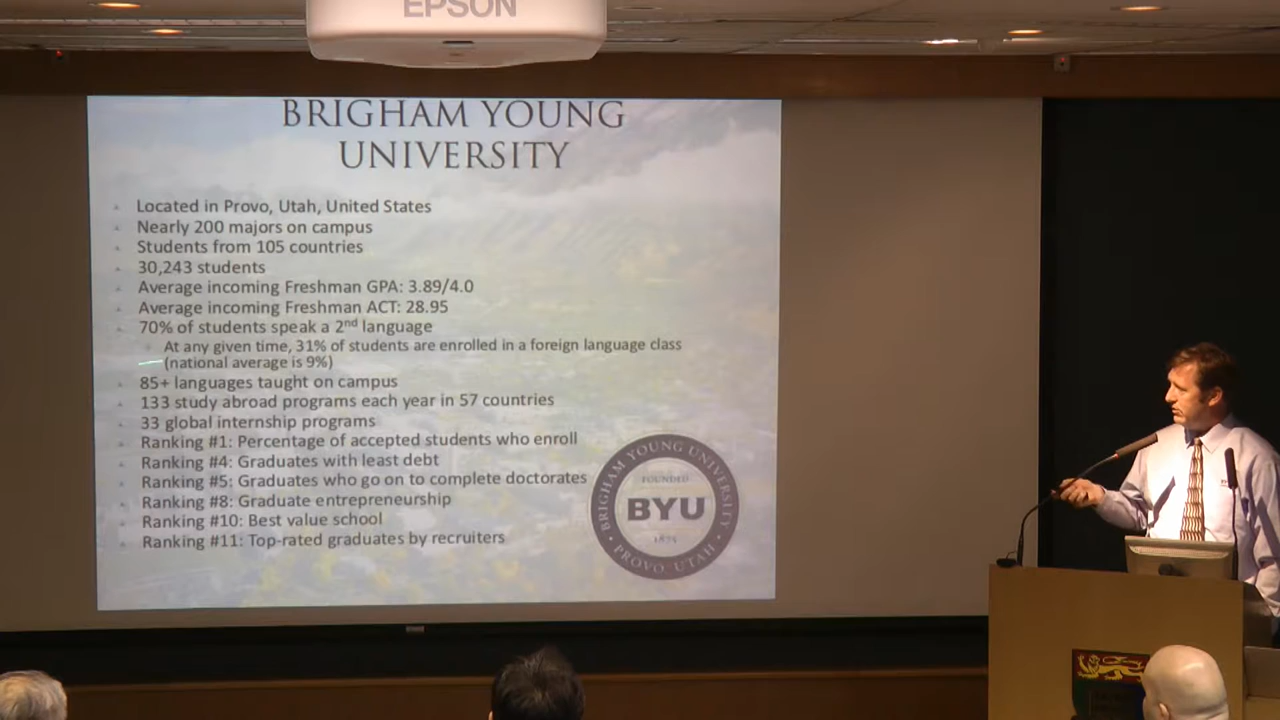 EPSON
BRIGHAM YOUNG
UNIVERSITY
Located in Provo, Utah, United States
Nearly 200 majors on campus
Students from 105 countries
30,243 students
Average incoming Freshman GPA: 3.89/4.0
Average incoming Freshman ACT: 28.95
70% of students speak a 2nd language
At any given time, 31% of students are enrolled in a foreign language class
(national average is 9%)
85+ languages taught on campus
133 study abroad programs each year in 57 countries
33 global internship programs
Ranking #1: Percentage of accepted students who enroll
Ranking #4: Graduates with least debt
Ranking #5: Graduates who go on to complete doctorates
Ranking #8: Graduate entrepreneurship
Ranking #10: Best value school
Ranking #11: Top-rated graduates by recruiters
BRIGHAM YOUNG UNIVERSITY
FOUNDED
BYU
1875
PROVO, UTAH